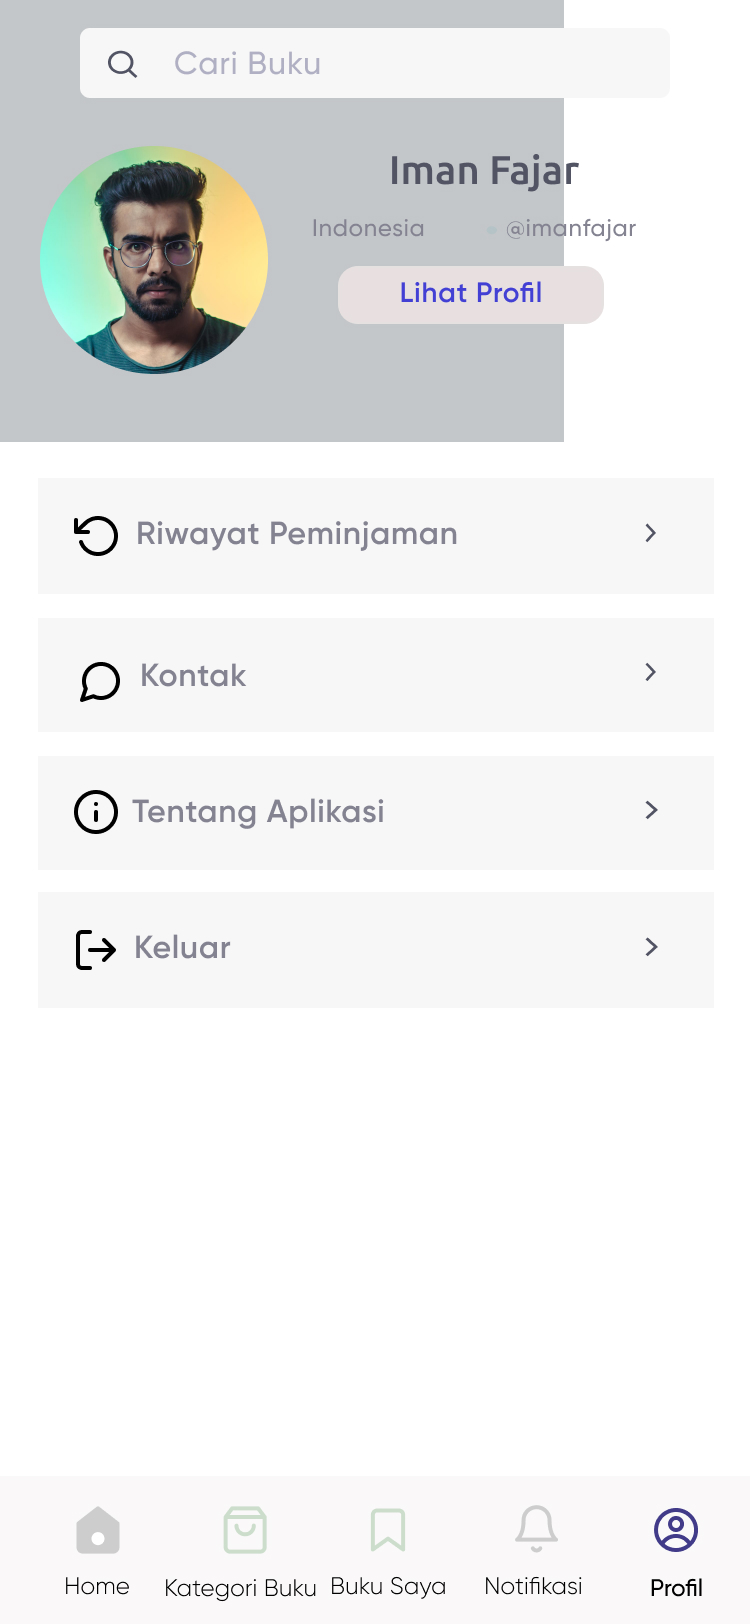 Cari Buku
Iman Fajar
Indonesia @imanfajar
Lihat Profil
Riwayat Peminjaman
Kontak
Tentang Aplikasi
Keluar
Home Kategori Buku Buku Saya Notifikasi Profil